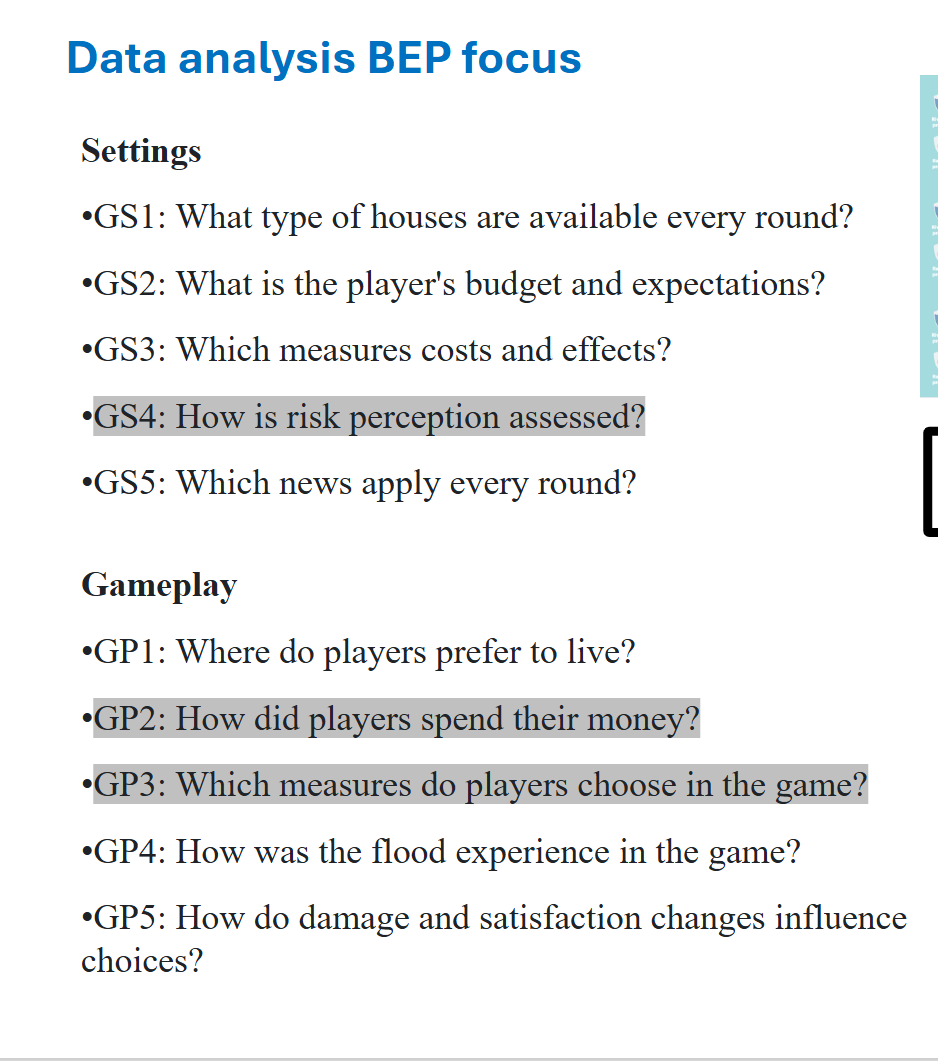 Data analysis BEP focus
Settings
•GS1: What type of houses are available every round?
•GS2: What is the player's budget and expectations?
•GS3: Which measures costs and effects?
•GS4: How is risk perception assessed?
•GS5: Which news apply every round?
Gameplay
•GP1: Where do players prefer to live?
•GP2: How did players spend their money?
•GP3: Which measures do players choose in the game?
•GP4: How was the flood experience in the game?
•GP5: How do damage and satisfaction changes influence
choices?